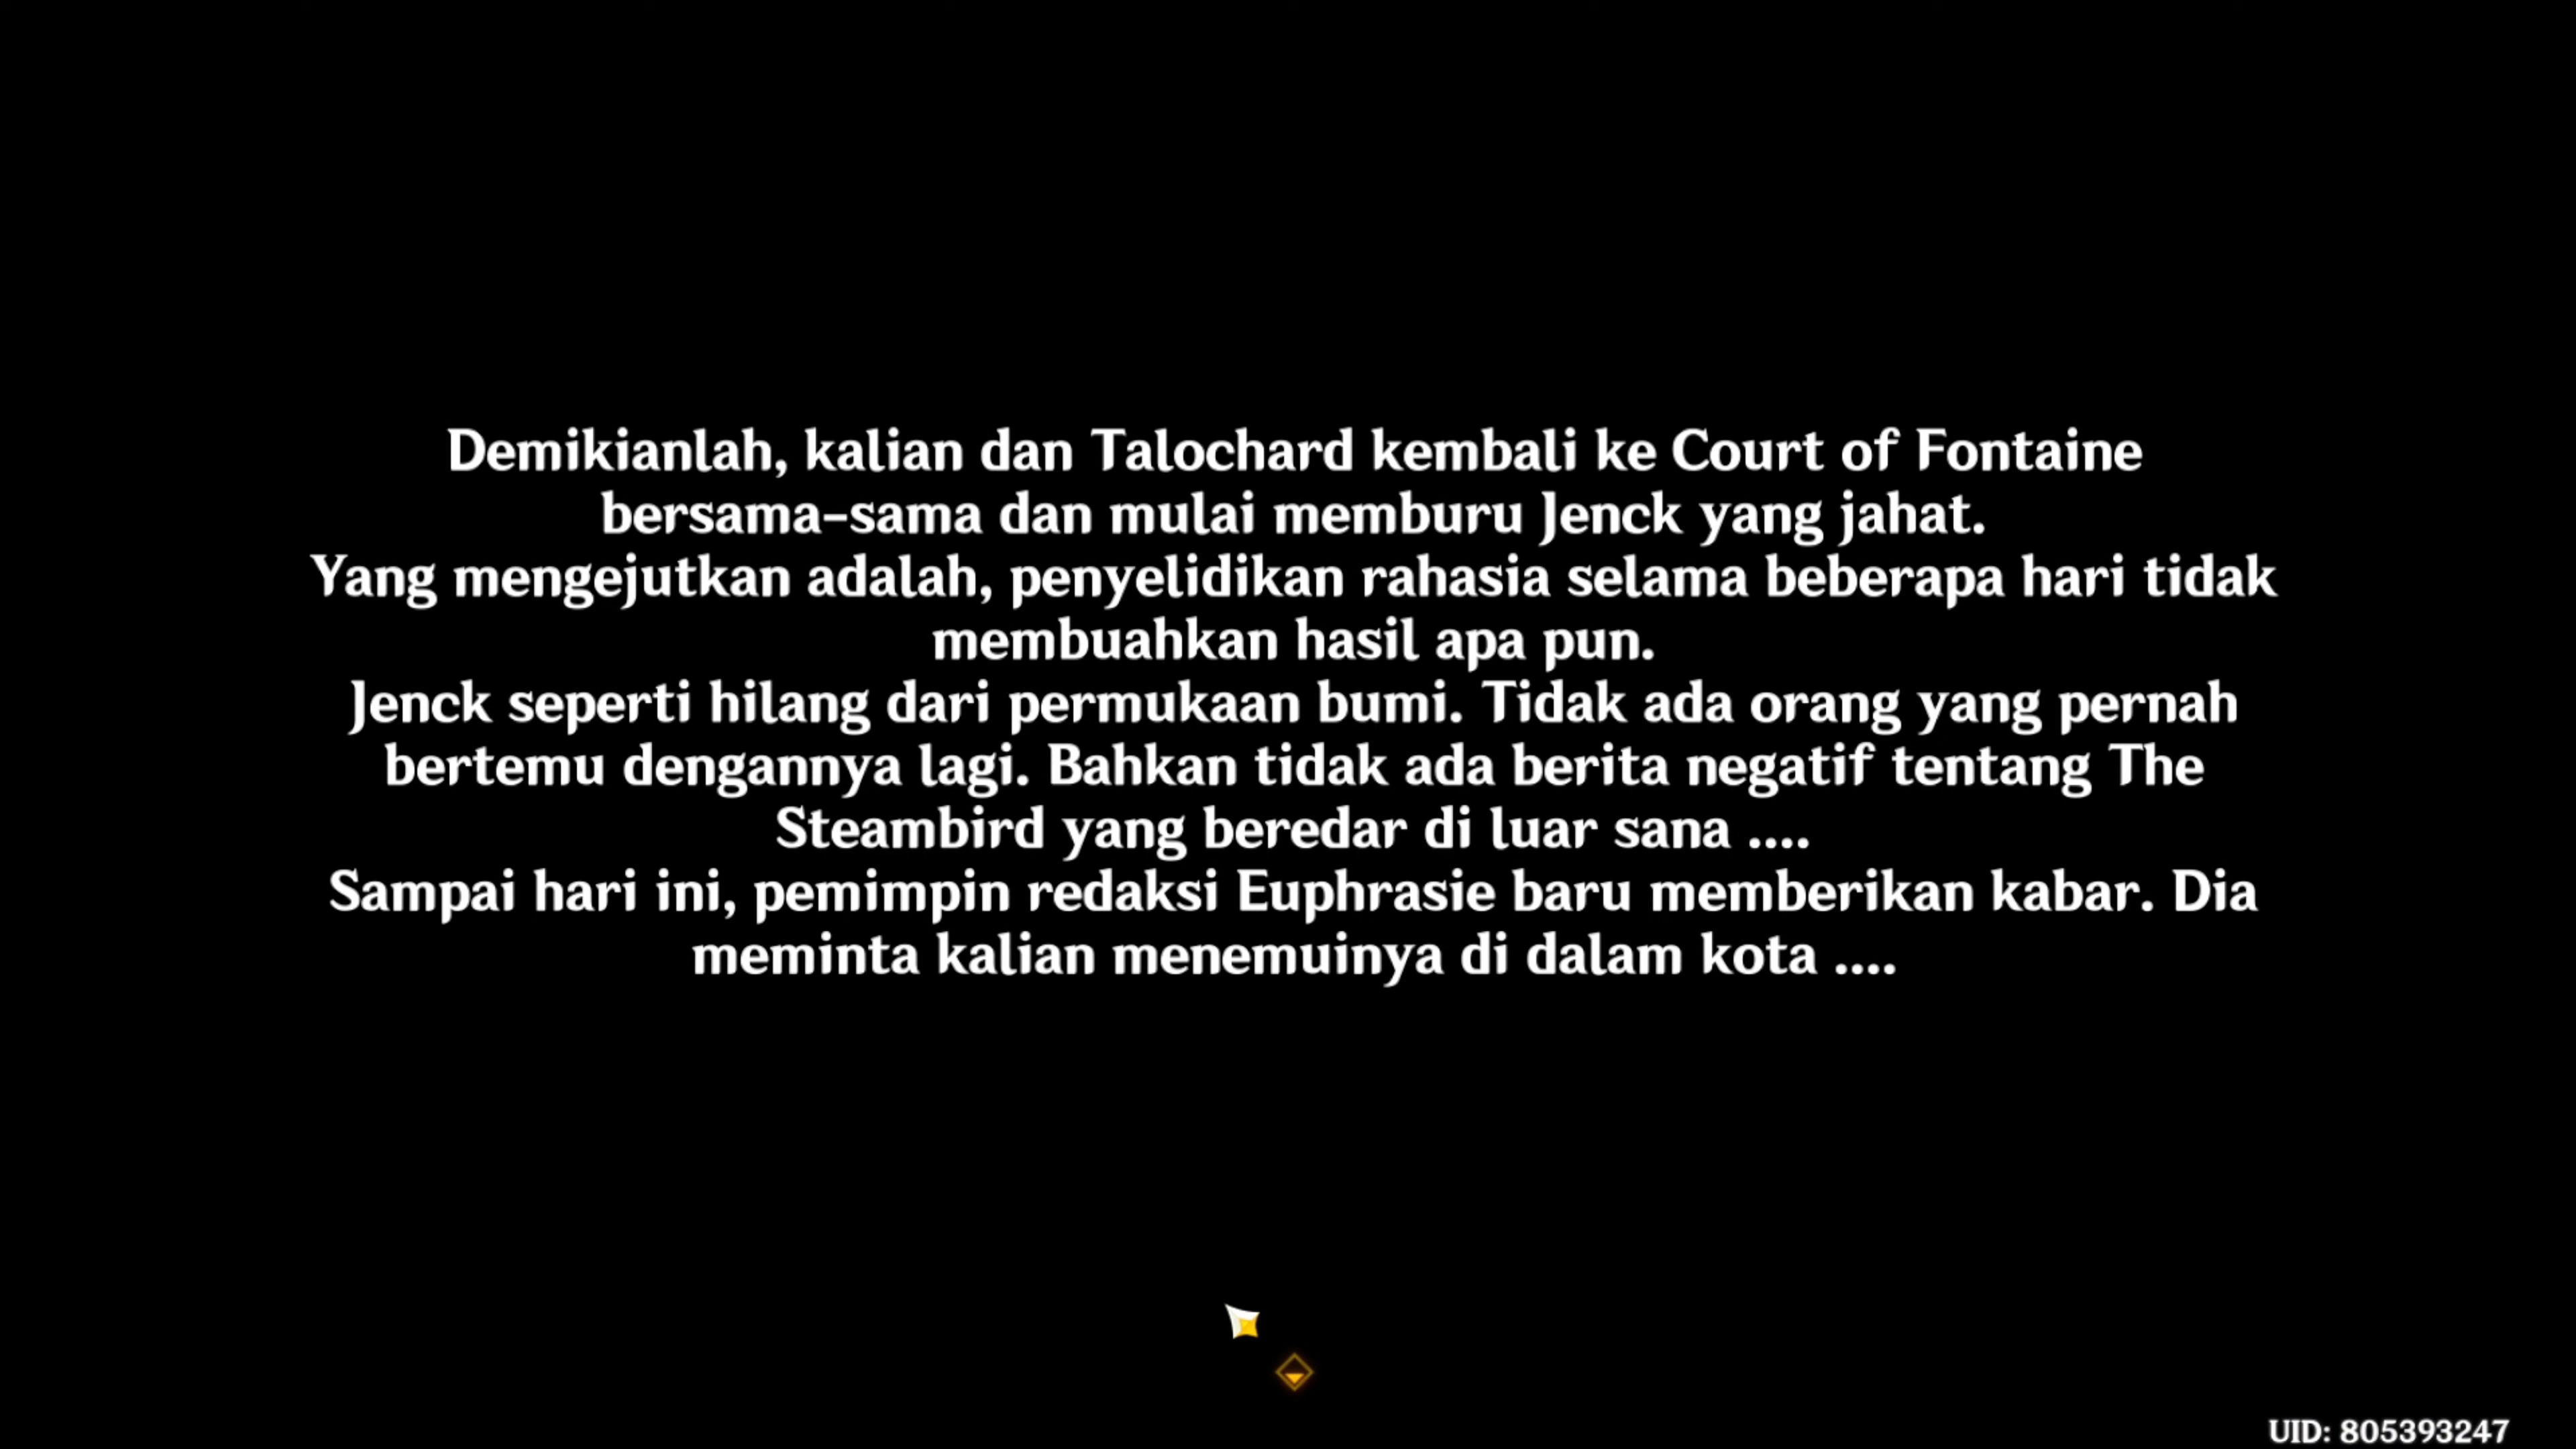 Demikianlah, kalian dan Talochard kembali ke Court of Fontaine
bersama-sama dan mulai memburu Jenck yang jahat.
Yang mengejutkan adalah, penyelidikan rahasia selama beberapa hari tidak
membuahkan hasil apa pun.
Jenck seperti hilang dari permukaan bumi. Tidak ada orang yang pernah
bertemu dengannya lagi. Bahkan tidak ada berita negatif tentang The
Steambird yang beredar di luar sana ....
Sampai hari ini, pemimpin redaksi Euphrasie baru memberikan kabar. Dia
meminta kalian menemuinya di dalam kota ....
UID: 805393247